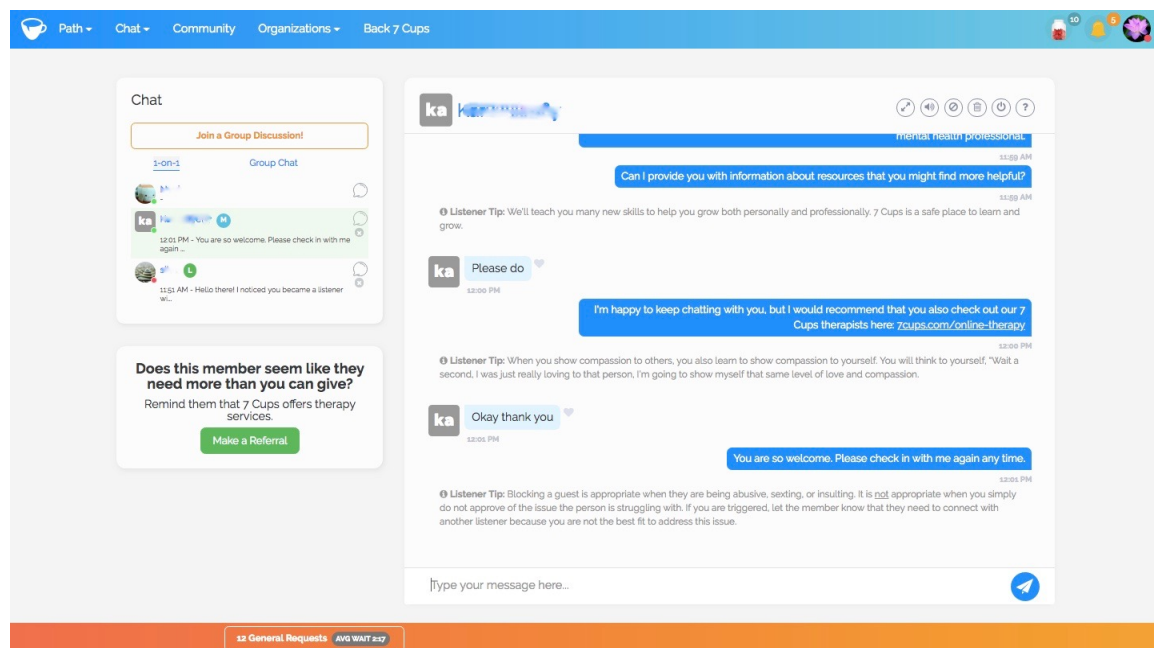 Path
Chat
Community
Organizations
Back 7 Cups
10
5
Chat
Join a Group Discussion!
1-on-1
Group Chat
-
ka
M
12:01 PM - You are so welcome. Please check in with me
again ...
L
11:51 AM - Hello there! I noticed you became a listener
wi...
Does this member seem like they
need more than you can give?
Remind them that 7 Cups offers therapy
services.
Make a Referral
ka
?
mental health professional.
11:59 AM
Can I provide you with information about resources that you might find more helpful?
11:59 AM
Listener Tip: We'll teach you many new skills to help you grow both personally and professionally. 7 Cups is a safe place to learn and
grow.
ka
Please do
12:00 PM
I'm happy to keep chatting with you, but I would recommend that you also check out our 7
Cups therapists here: 7cups.com/online-therapy
12:00 PM
Listener Tip: When you show compassion to others, you also learn to show compassion to yourself. You will think to yourself, "Wait a
second, I was just really loving to that person, I'm going to show myself that same level of love and compassion.
ka
Okay thank you
12:01 PM
You are so welcome. Please check in with me again any time.
12:01 PM
Listener Tip: Blocking a guest is appropriate when they are being abusive, sexting, or insulting. It is not appropriate when you simply
do not approve of the issue the person is struggling with. If you are triggered, let the member know that they need to connect with
another listener because you are not the best fit to address this issue.
Type your message here...
12 General Requests
AVG WAIT 2:17